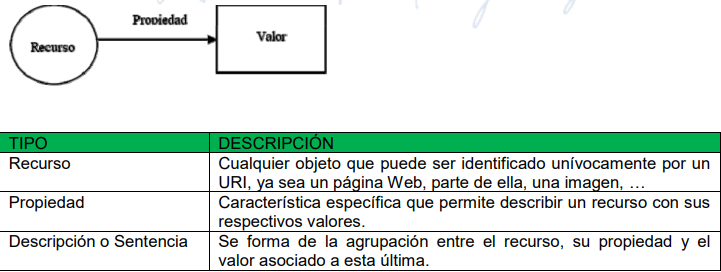 Propiedad
Recurso
Valor
TIPO DESCRIPCIÓN
Recurso Cualquier objeto que puede ser identificado unívocamente por un
URI, ya sea un página Web, parte de ella, una imagen, …
Propiedad Característica específica que permite describir un recurso con sus
respectivos valores.
Descripción o Sentencia Se forma de la agrupación entre el recurso, su propiedad y el
valor asociado a esta última.